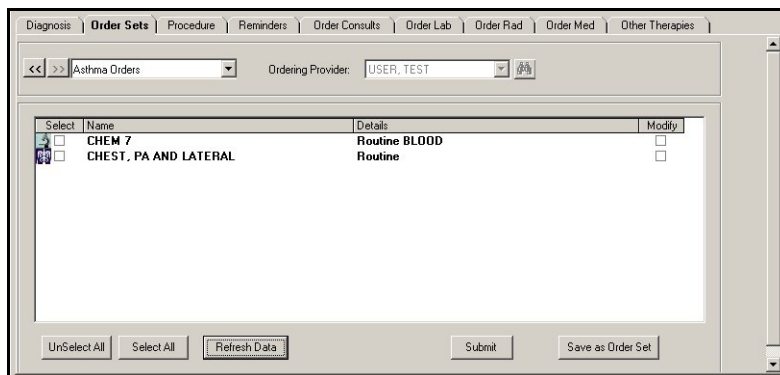 Diagnosis Order Sets Procedure Reminders Order Consults Order Lab Order Rad Order Med Other Therapies
<< >> Asthma Orders Ordering Provider: USER, TEST
Select Name Details Modify
CHEM 7 Routine BLOOD
CHEST, PA AND LATERAL Routine
UnSelect All Select All Refresh Data Submit Save as Order Set